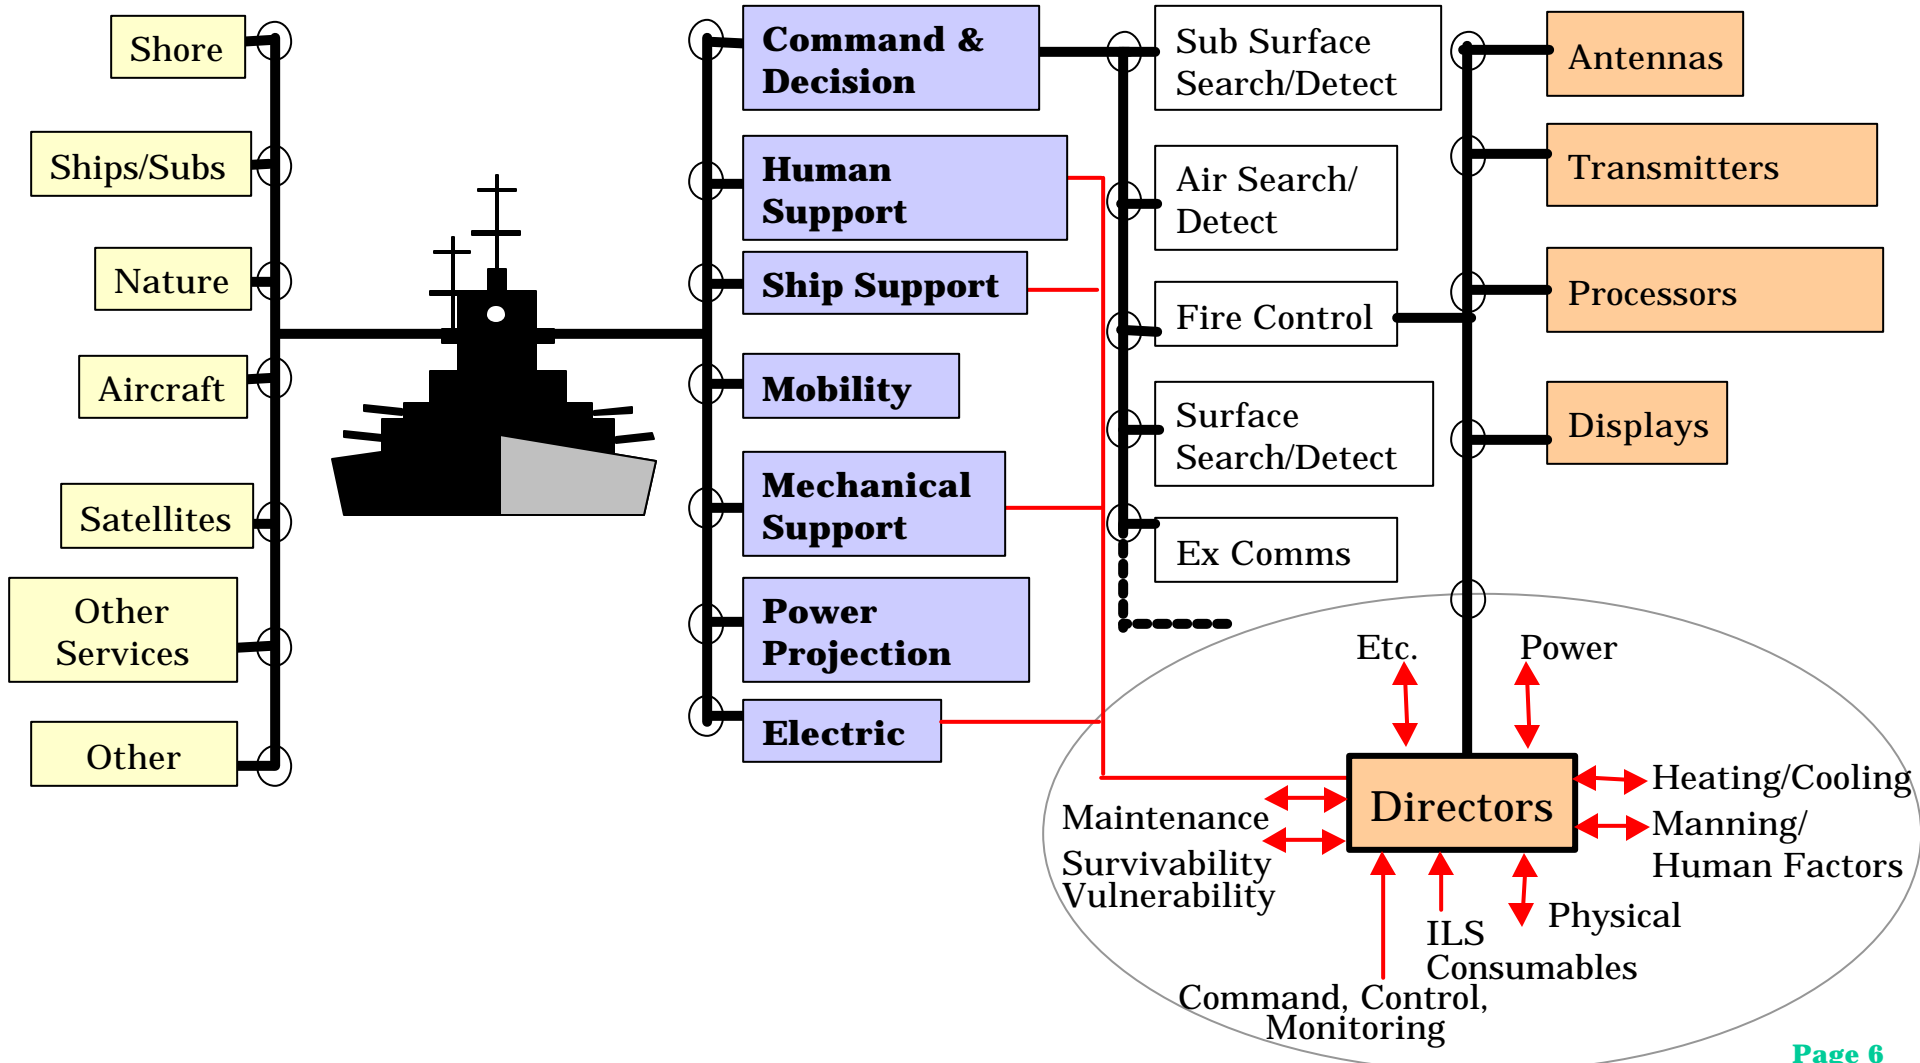 Shore
Ships/Subs
Nature
Aircraft
Satellites
Other
Services
Other
Command &
Decision
Human
Support
Ship Support
Mobility
Mechanical
Support
Power
Projection
Electric
Sub Surface
Search/Detect
Air Search/
Detect
Fire Control
Surface
Search/Detect
Ex Comms
Antennas
Transmitters
Processors
Displays
Etc.
Power
Directors
Heating/Cooling
Manning/
Human Factors
Maintenance
Survivability
Vulnerability
Physical
ILS
Consumables
Command, Control,
Monitoring
Page 6